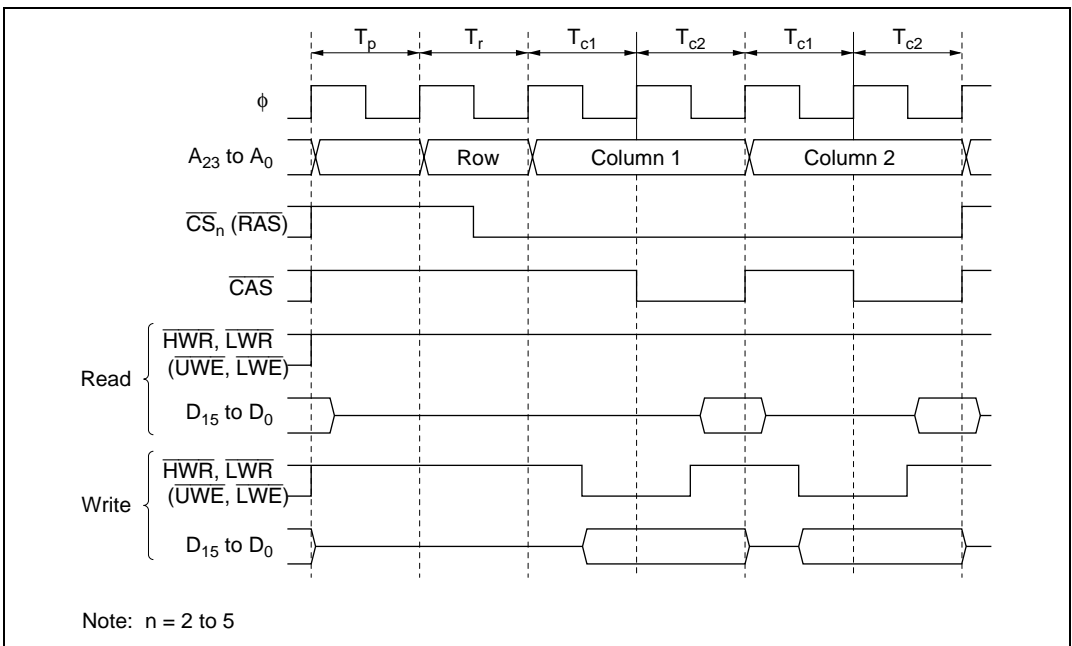 Tp Tr Tc1 Tc2 Tc1 Tc2
φ
A23 to A0 Row Column 1 Column 2
CSn (RAS)
CAS
Read
HWR, LWR
(UWE, LWE)
D15 to D0
Write
HWR, LWR
(UWE, LWE)
D15 to D0
Note: n = 2 to 5